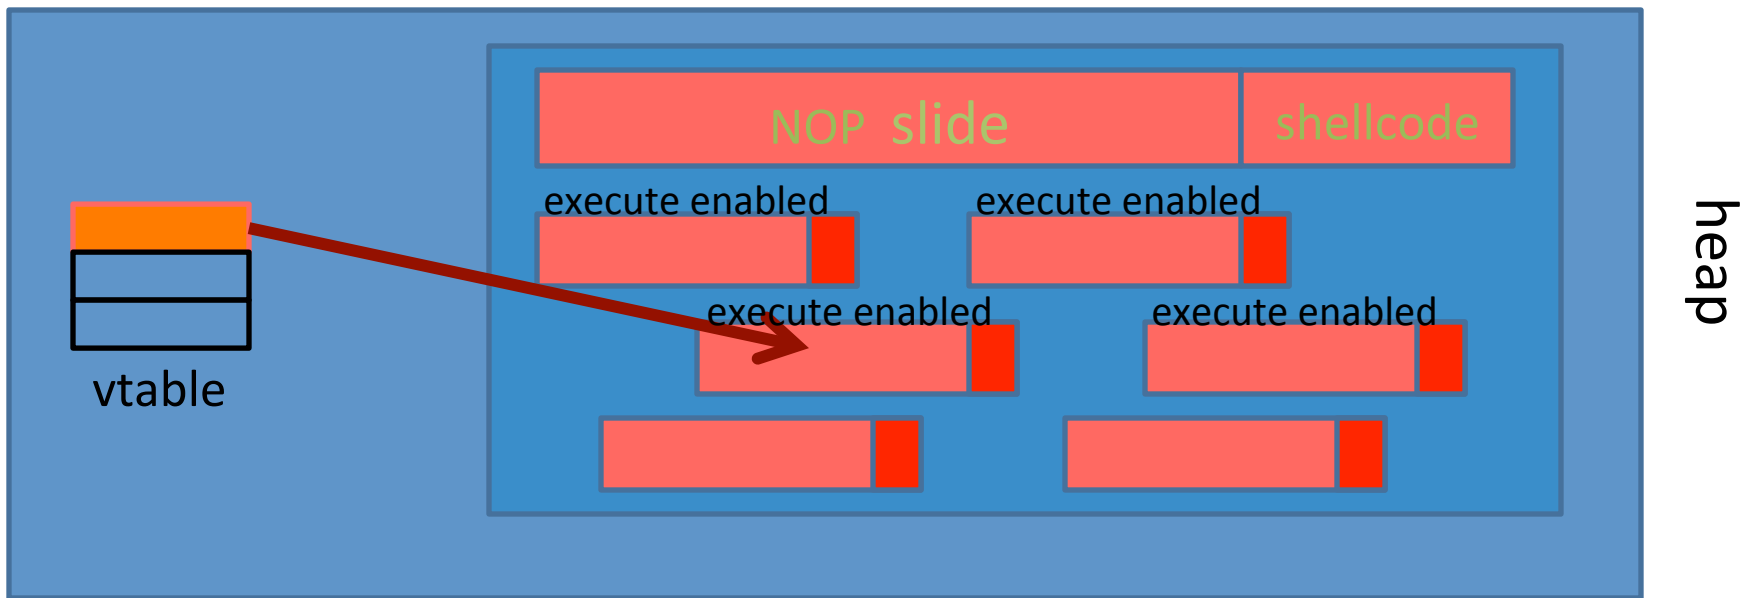 NOP slide
shellcode
execute enabled
execute enabled
execute enabled
execute enabled
vtable
heap